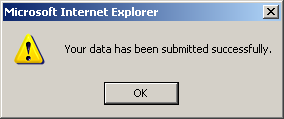 Microsoft Internet Explorer
Your data has been submitted successfully.
OK